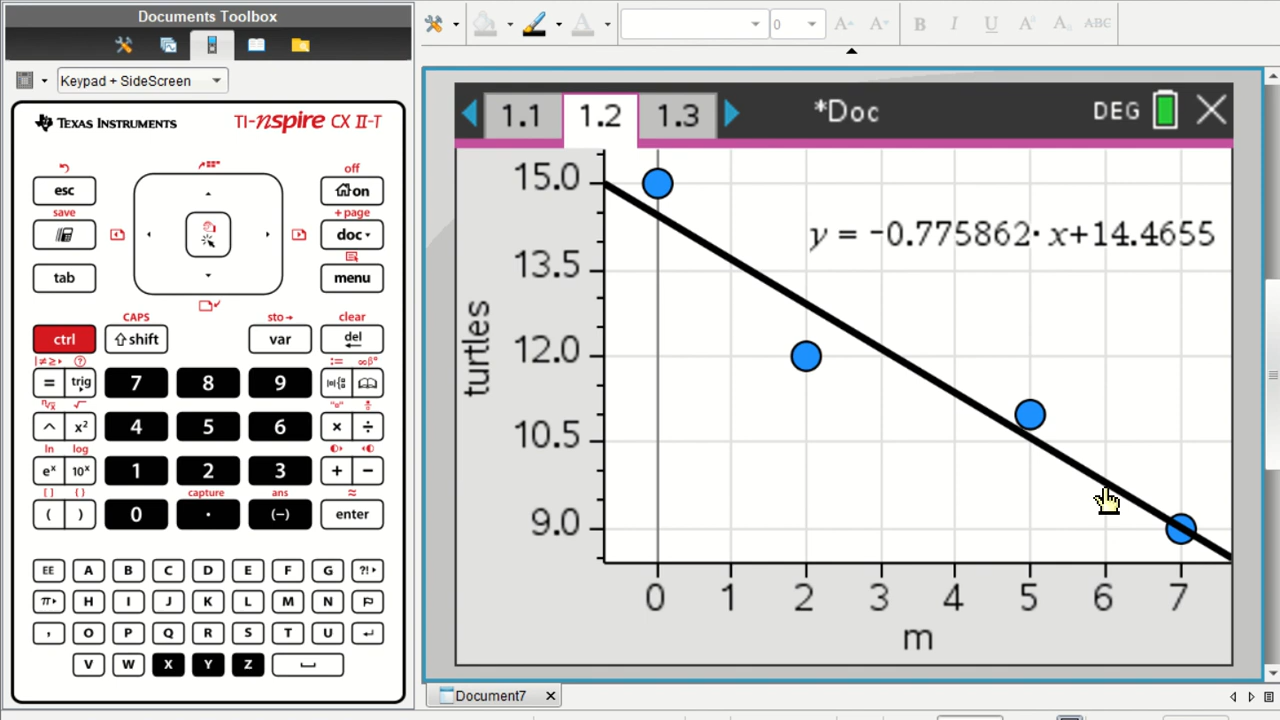 Documents Toolbox
Keypad + SideScreen
TEXAS INSTRUMENTS TI-nspire CX II-T
off
esc on
save + page
doc
tab menu
CAPS sto clear
ctrl shift var del
= trig 7 8 9
^ x² 4 5 6 × ÷
ln log
eˣ 10ˣ 1 2 3 + −
[ ] { } capture ans ≈
( ) 0 . (−) enter
EE A B C D E F G ?!
π H I J K L M N
, O P Q R S T U
V W X Y Z
0
B I U A A ABC
1.1 1.2 1.3 *Doc DEG
y = -0.775862· x+14.4655
15.0
13.5
12.0
10.5
9.0
turtles
0 1 2 3 4 5 6 7
m
Document7